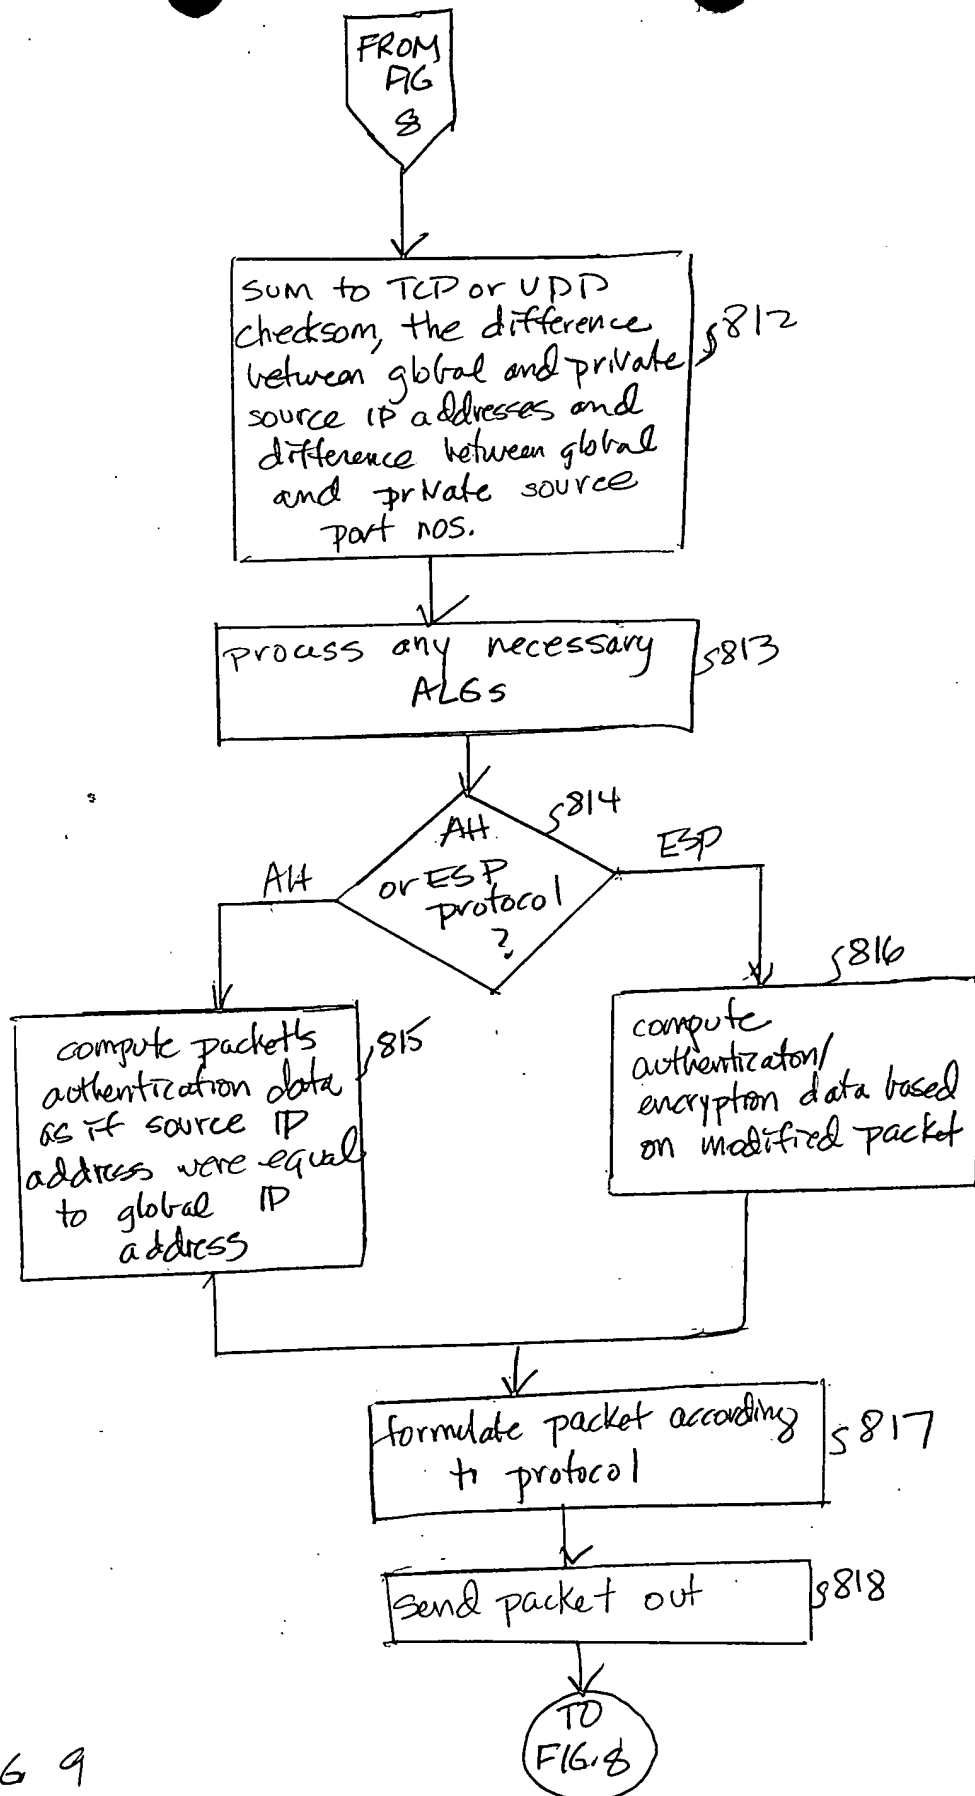 FROM
FIG
8
sum to TCP or UDP
checksom, the difference
between global and private
source IP addresses and
difference between global
and private source
port nos.
812
process any necessary
ALGs
813
814
AH
or ESP
protocol
?
AH
ESP
816
compute packet's
authentication data
as if source IP
address were equal
to global IP
address
815
compute
authenticaton/
encryption data based
on modified packet
formulate packet according
to protocol
817
send packet out
818
TO
FIG. 8
G 9